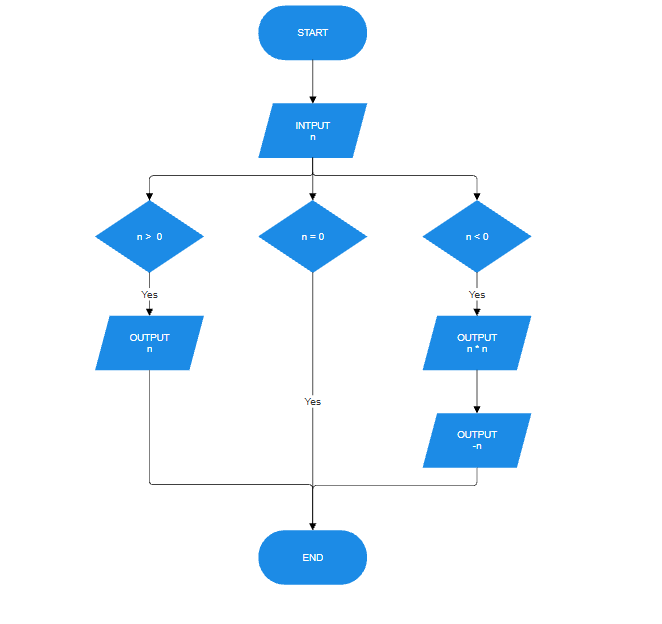 START
INTPUT
n
n > 0
n = 0
n < 0
Yes
Yes
OUTPUT
n
OUTPUT
n * n
Yes
OUTPUT
-n
END